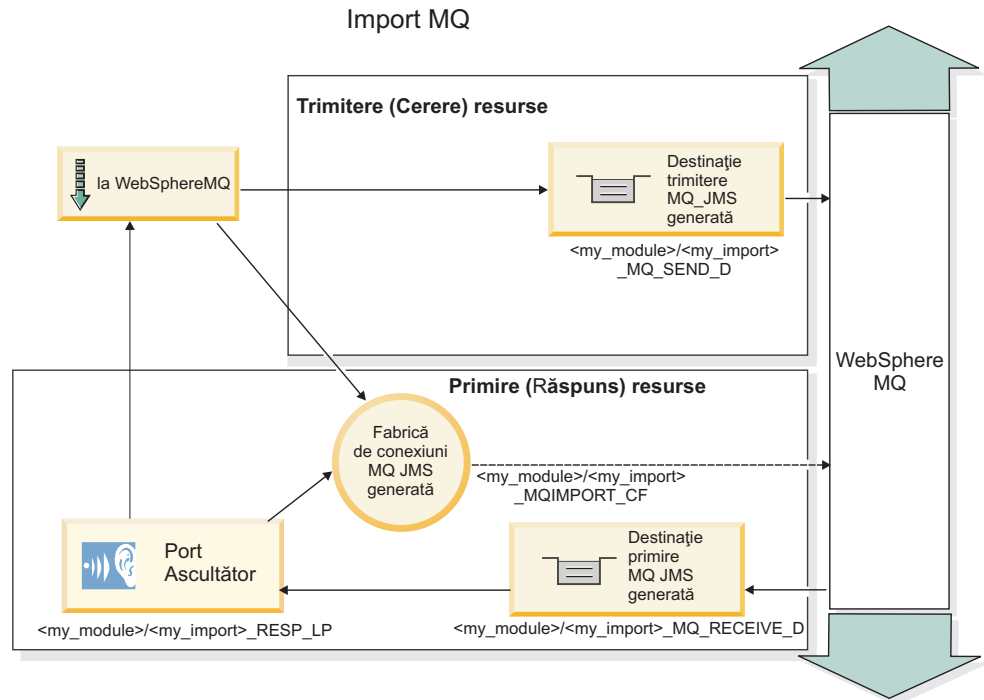 Import MQ
Trimitere (Cerere) resurse
la WebSphereMQ
Destinaţie
trimitere
MQ_JMS
generată
<my_module>/<my_import>
_MQ_SEND_D
WebSphere
MQ
Primire (Răspuns) resurse
Fabrică
de conexiuni
MQ JMS
generată
<my_module>/<my_import>
_MQIMPORT_CF
Port
Ascultător
<my_module>/<my_import>_RESP_LP
Destinaţie
primire
MQ JMS
generată
<my_module>/<my_import>_MQ_RECEIVE_D